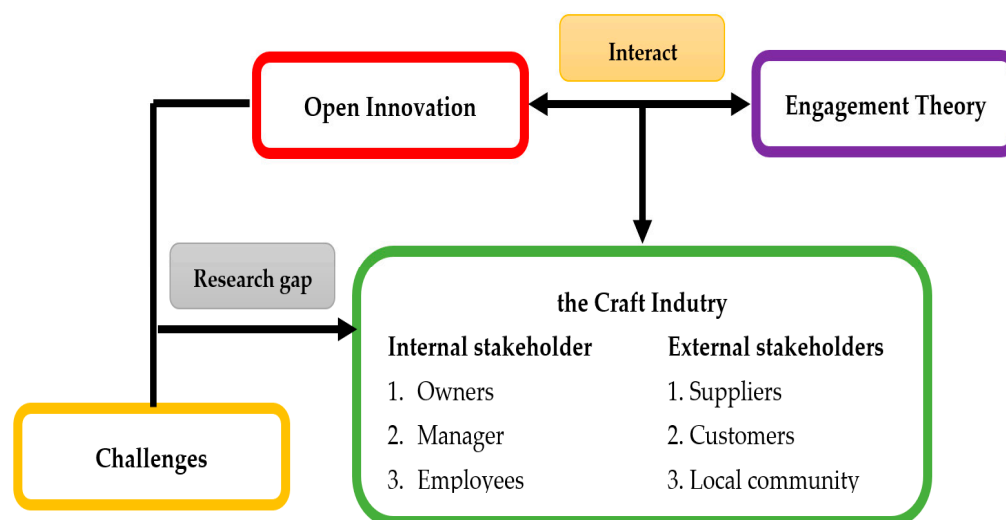 Interact
Open Innovation
Engagement Theory
Research gap
the Craft Indutry
Internal stakeholder
1. Owners
2. Manager
3. Employees
External stakeholders
1. Suppliers
2. Customers
3. Local community
Challenges